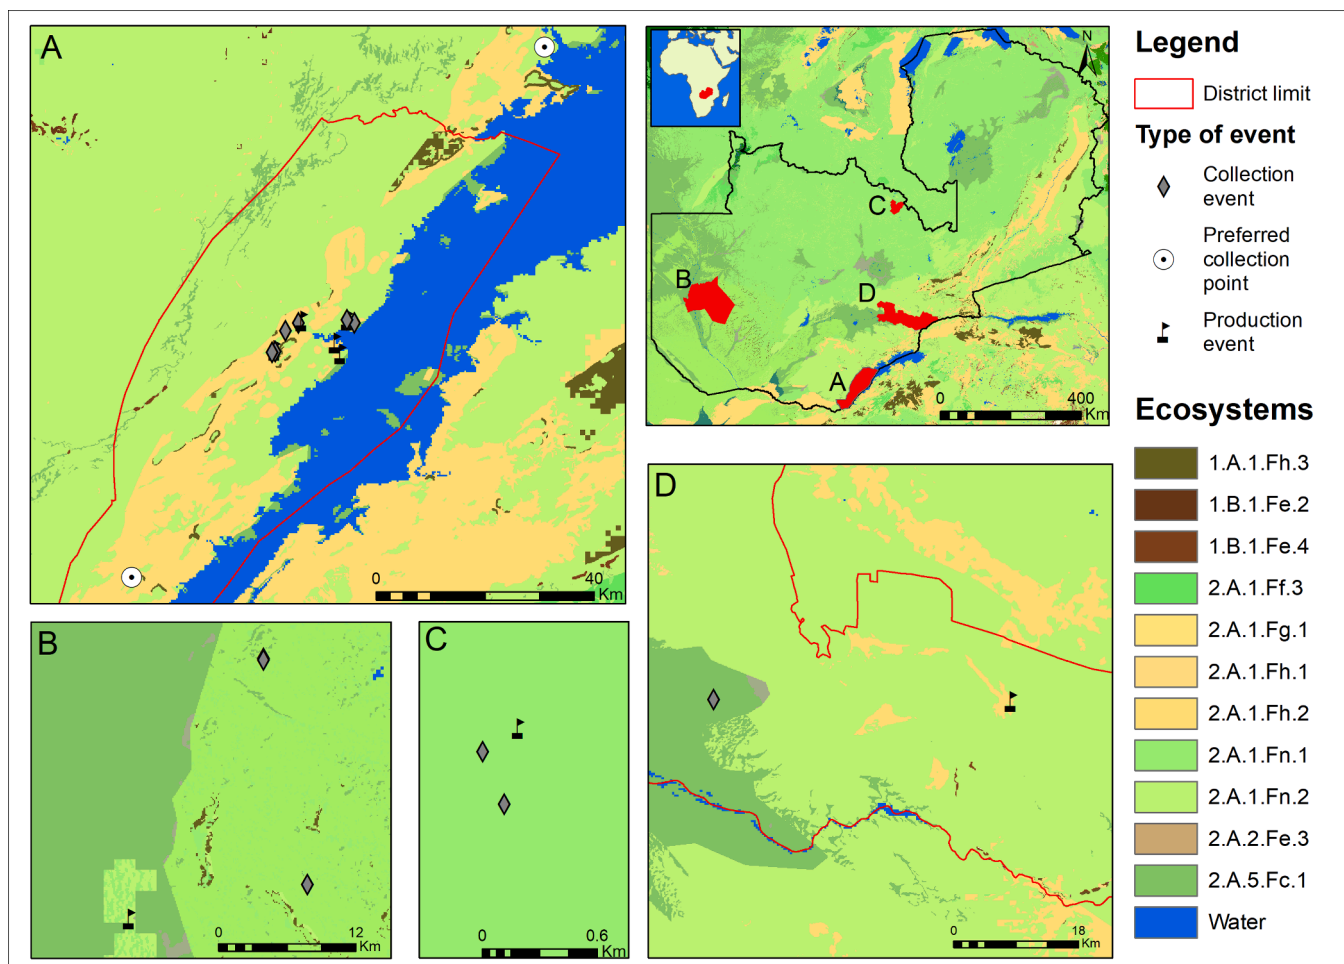 A
0
40
Km
N
C
B
D
A
0
400
Km
Legend
District limit
Type of event
Collection
event
Preferred
collection
point
Production
event
Ecosystems
1.A.1.Fh.3
1.B.1.Fe.2
1.B.1.Fe.4
2.A.1.Ff.3
2.A.1.Fg.1
2.A.1.Fh.1
2.A.1.Fh.2
2.A.1.Fn.1
2.A.1.Fn.2
2.A.2.Fe.3
2.A.5.Fc.1
Water
B
0
12
Km
C
0
0.6
Km
D
0
18
Km